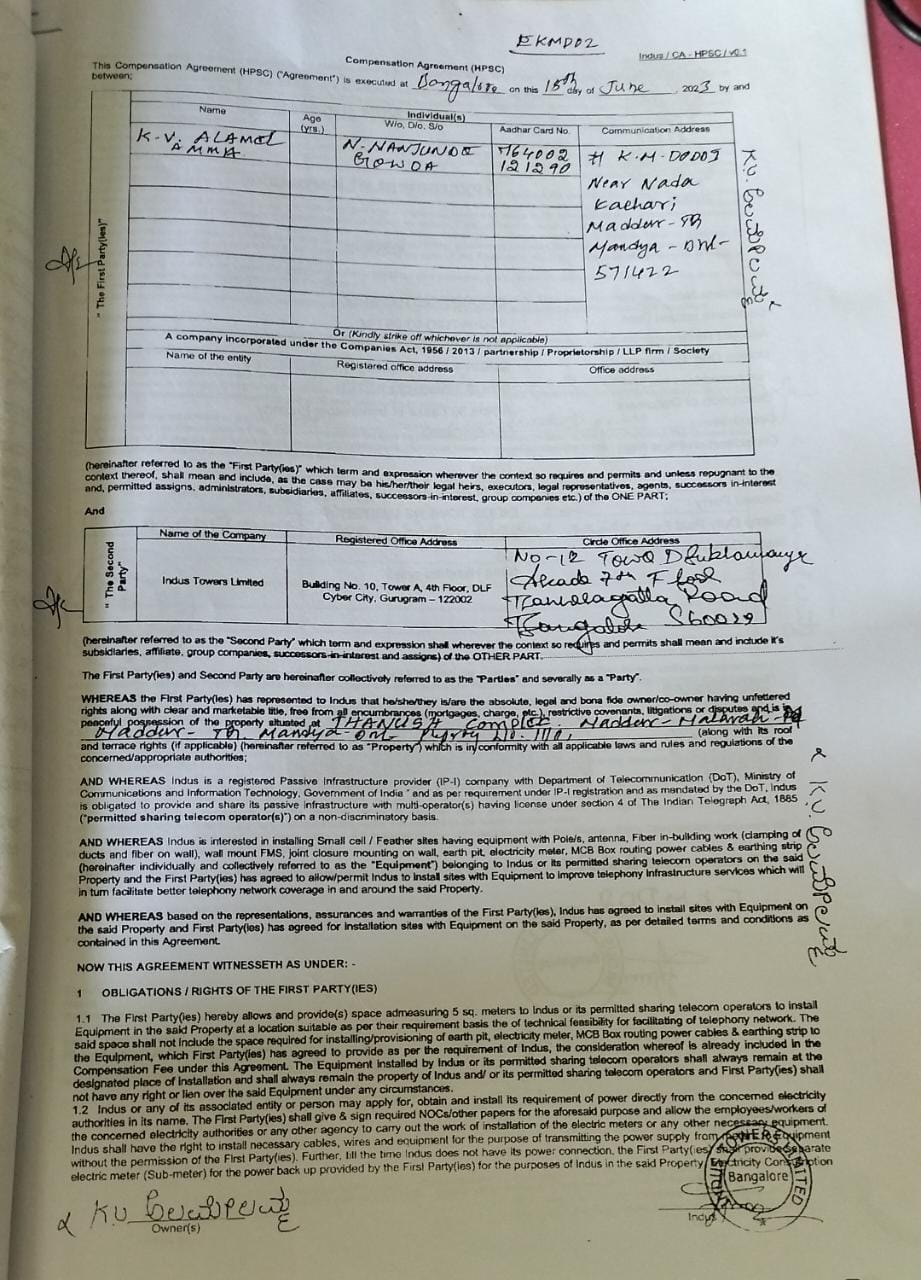 EKMD02
Indus / CA - HPSC / v0.1
Compensation Agreement (HPSC)
This Compensation Agreement (HPSC) ("Agreement") is executed at Bangalore on this 15th day of June, 2023 by and
between;
"The First Party(ies)"
Individual(s)
Name
Age (yrs.)
W/o, D/o, S/o
Aadhar Card No.
Communication Address
K.V. ALAMEL
AMMA
N. NANJUNDE
GOWDA
764002
121290
# K.M. DODDI
Near Nada
Kachari
Maddur - TQ
Mandya - Dist -
571422
Or (Kindly strike off whichever is not applicable)
A company incorporated under the Companies Act, 1956 / 2013 / partnership / Proprietorship / LLP firm / Society
Name of the entity
Registered office address
Office address
(hereinafter referred to as the "First Party(ies)" which term and expression wherever the context so requires and permits and unless repugnant to the
context thereof, shall mean and include, as the case may be his/her/their legal heirs, executors, legal representatives, agents, successors in-interest
and, permitted assigns, administrators, subsidiaries, affiliates, successors-in-interest, group companies etc.) of the ONE PART;
And
"The Second Party"
Name of the Company
Registered Office Address
Circle Office Address
Indus Towers Limited
Building No. 10, Tower A, 4th Floor, DLF
Cyber City, Gurugram – 122002
No-12
7th Floor
Road
Bangalore 560029
(hereinafter referred to as the "Second Party" which term and expression shall wherever the context so requires and permits shall mean and include it's
subsidiaries, affiliate, group companies, successors-in-interest and assigns) of the OTHER PART.
The First Party(ies) and Second Party are hereinafter collectively referred to as the "Parties" and severally as a "Party".
WHEREAS the First Party(ies) has represented to Indus that he/she/they is/are the absolute, legal and bona fide owner/co-owner having unfettered
rights along with clear and marketable title, free from all encumbrances (mortgages, charge, etc.), restrictive covenants, litigations or disputes and is in
peaceful possession of the property situated at THANUSH Complex. Maddur -
Maddur - TQ. Mandya - Dist (along with its roof
and terrace rights (if applicable) (hereinafter referred to as "Property") which is in conformity with all applicable laws and rules and regulations of the
concerned/appropriate authorities;
AND WHEREAS Indus is a registered Passive Infrastructure provider (IP-I) company with Department of Telecommunication (DoT), Ministry of
Communications and Information Technology, Government of India ' and as per requirement under IP-I registration and as mandated by the DoT, Indus
is obligated to provide and share its passive infrastructure with multi-operator(s) having license under section 4 of The Indian Telegraph Act, 1885
("permitted sharing telecom operator(s)") on a non-discriminatory basis.
AND WHEREAS Indus is interested in installing Small cell / Feather sites having equipment with Pole/s, antenna, Fiber in-building work (clamping of
ducts and fiber on wall), wall mount FMS, joint closure mounting on wall, earth pit, electricity meter, MCB Box routing power cables & earthing strip
(hereinafter individually and collectively referred to as the "Equipment") belonging to Indus or its permitted sharing telecom operators on the said
Property and the First Party(ies) has agreed to allow/permit Indus to install sites with Equipment to improve telephony infrastructure services which will
in turn facilitate better telephony network coverage in and around the said Property.
AND WHEREAS based on the representations, assurances and warranties of the First Party(ies), Indus has agreed to install sites with Equipment on
the said Property and First Party(ies) has agreed for installation sites with Equipment on the Property, as per detailed terms and conditions as
contained in this Agreement.
NOW THIS AGREEMENT WITNESSETH AS UNDER: -
1 OBLIGATIONS / RIGHTS OF THE FIRST PARTY(IES)
1.1 The First Party(ies) hereby allows and provide(s) space admeasuring 5 sq. meters to Indus or its permitted sharing telecom operators to install
Equipment in the said Property at a location suitable as per their requirement basis the of technical feasibility for facilitating of telephony network. The
said space shall not include the space required for installing/provisioning of earth pit, electricity meter, MCB Box routing power cables & earthing strip to
the Equipment, which First Party(ies) has agreed to provide as per the requirement of Indus, the consideration whereof is already included in the
Compensation Fee under this Agreement. The Equipment installed by Indus or its permitted sharing telecom operators shall always remain at the
designated place of installation and shall always remain the property of Indus and/ or its permitted sharing telecom operators and First Party(ies) shall
not have any right or lien over the said Equipment under any circumstances.
1.2 Indus or any of its associated entity or person may apply for, obtain and install its requirement of power directly from the concerned electricity
authorities in its name. The First Party(ies) shall give & sign required NOCs/other papers for the aforesaid purpose and allow the employees/workers of
the concerned electricity authorities or any other agency to carry out the work of installation of the electric meters or any other necessary equipment.
Indus shall have the right to install necessary cables, wires and equipment for the purpose of transmitting the power supply from Equipment
without the permission of the First Party(ies). Further, till the time Indus does not have its power connection, the First Party(ies) shall provide separate
electric meter (Sub-meter) for the power back up provided by the First Party(ies) for the purposes of Indus in the said Property. Electricity Consumption
Bangalore
Owner(s)
Indus